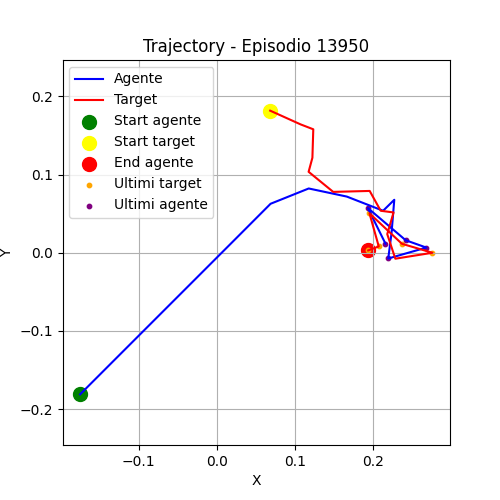 Trajectory - Episodio 13950
Agente
Target
Start agente
Start target
End agente
Ultimi target
Ultimi agente
0.2
0.1
0.0
−0.1
−0.2
Y
−0.1
0.0
0.1
0.2
X